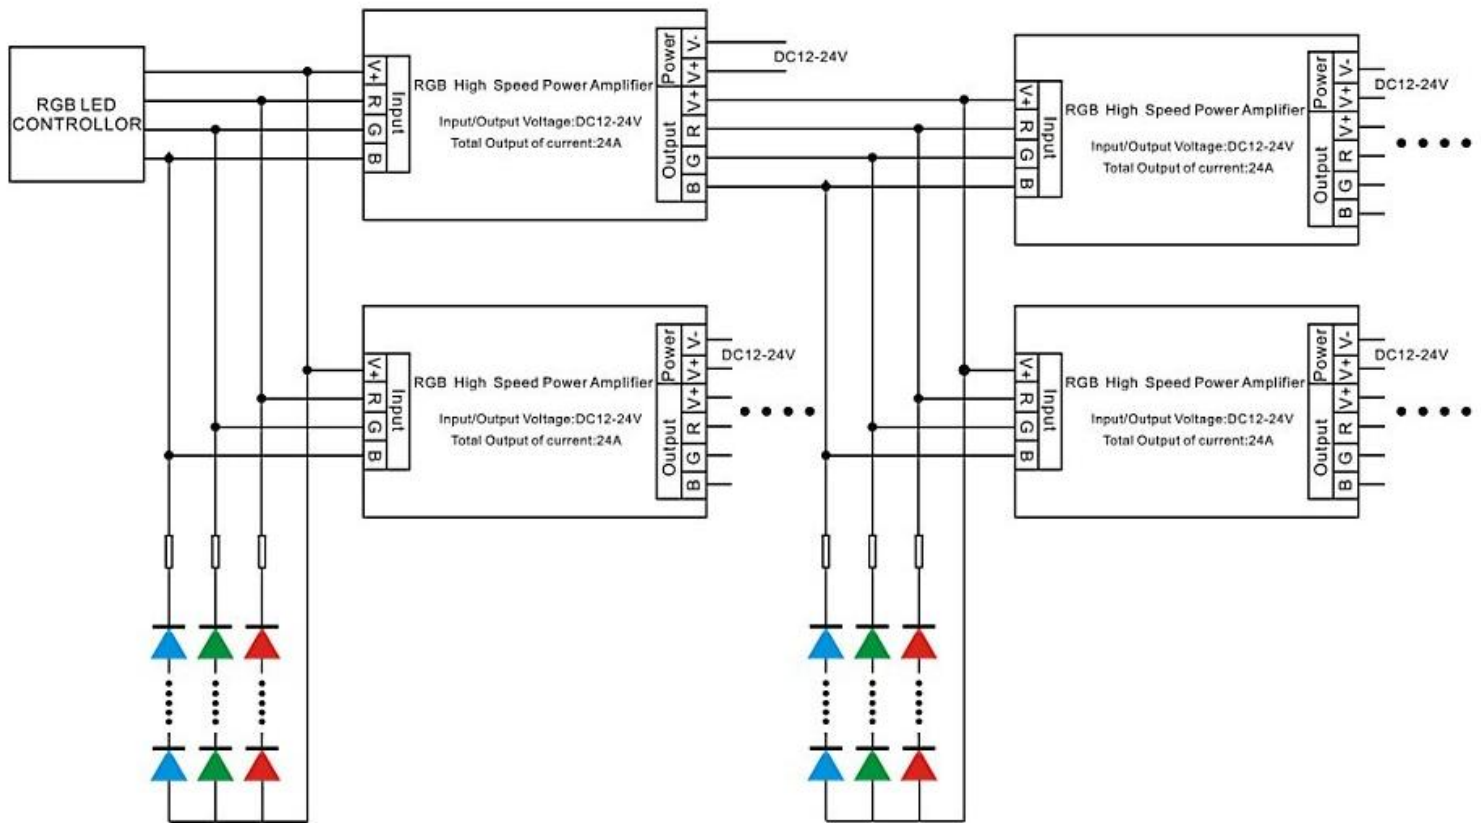 RGB LED
CONTROLLOR
V+
R
G
B
Input
RGB High Speed Power Amplifier
Input/Output Voltage:DC12-24V
Total Output of current:24A
Power
Output
V-
V+
V+
R
G
B
DC12-24V
V+
R
G
B
Input
RGB High Speed Power Amplifier
Input/Output Voltage:DC12-24V
Total Output of current:24A
Power
Output
V-
V+
V+
R
G
B
DC12-24V
V+
R
G
B
Input
RGB High Speed Power Amplifier
Input/Output Voltage:DC12-24V
Total Output of current:24A
Power
Output
V-
V+
V+
R
G
B
DC12-24V
V+
R
G
B
Input
RGB High Speed Power Amplifier
Input/Output Voltage:DC12-24V
Total Output of current:24A
Power
Output
V-
V+
V+
R
G
B
DC12-24V